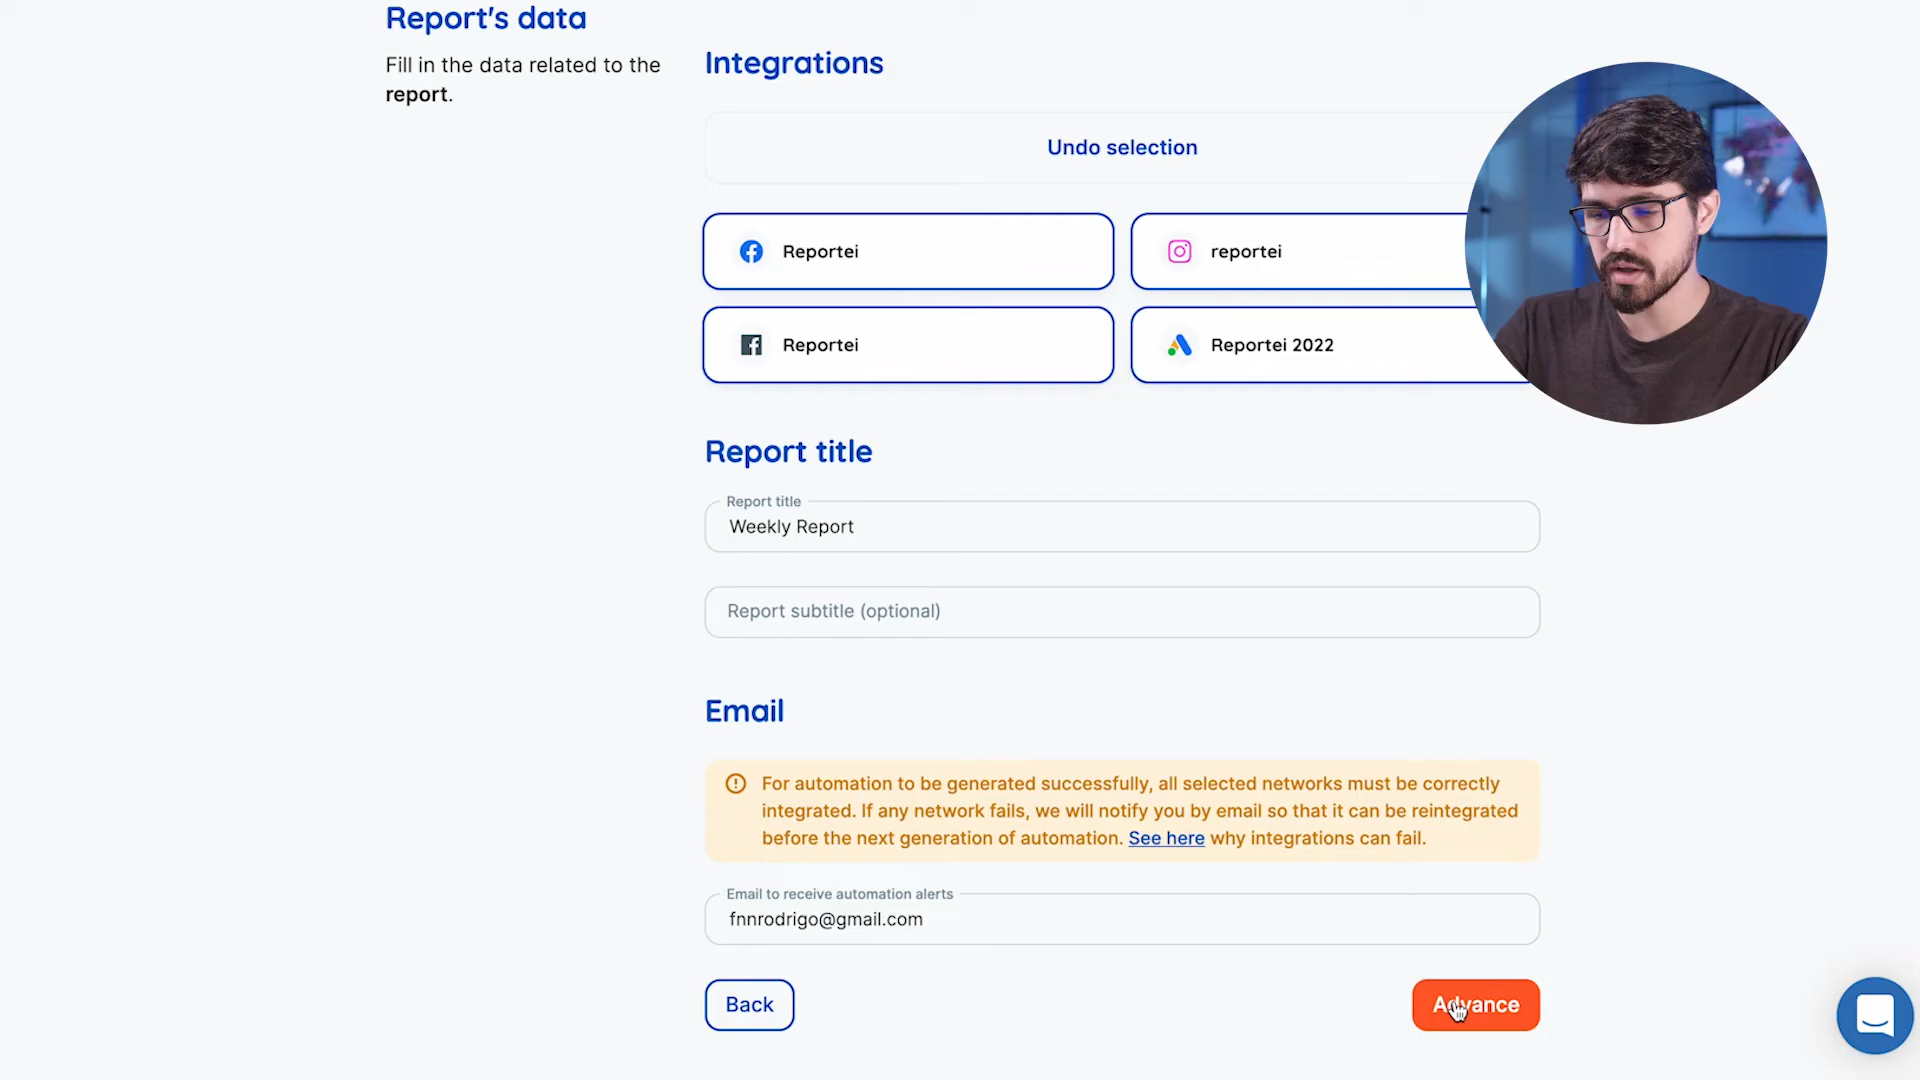 Report's data
Fill in the data related to the
report.
Integrations
Undo selection
Reportei
reportei
Reportei
Reportei 2022
Report title
Report title
Weekly Report
Report subtitle (optional)
Email
For automation to be generated successfully, all selected networks must be correctly
integrated. If any network fails, we will notify you by email so that it can be reintegrated
before the next generation of automation. See here why integrations can fail.
Email to receive automation alerts
fnnrodrigo@gmail.com
Back
Advance